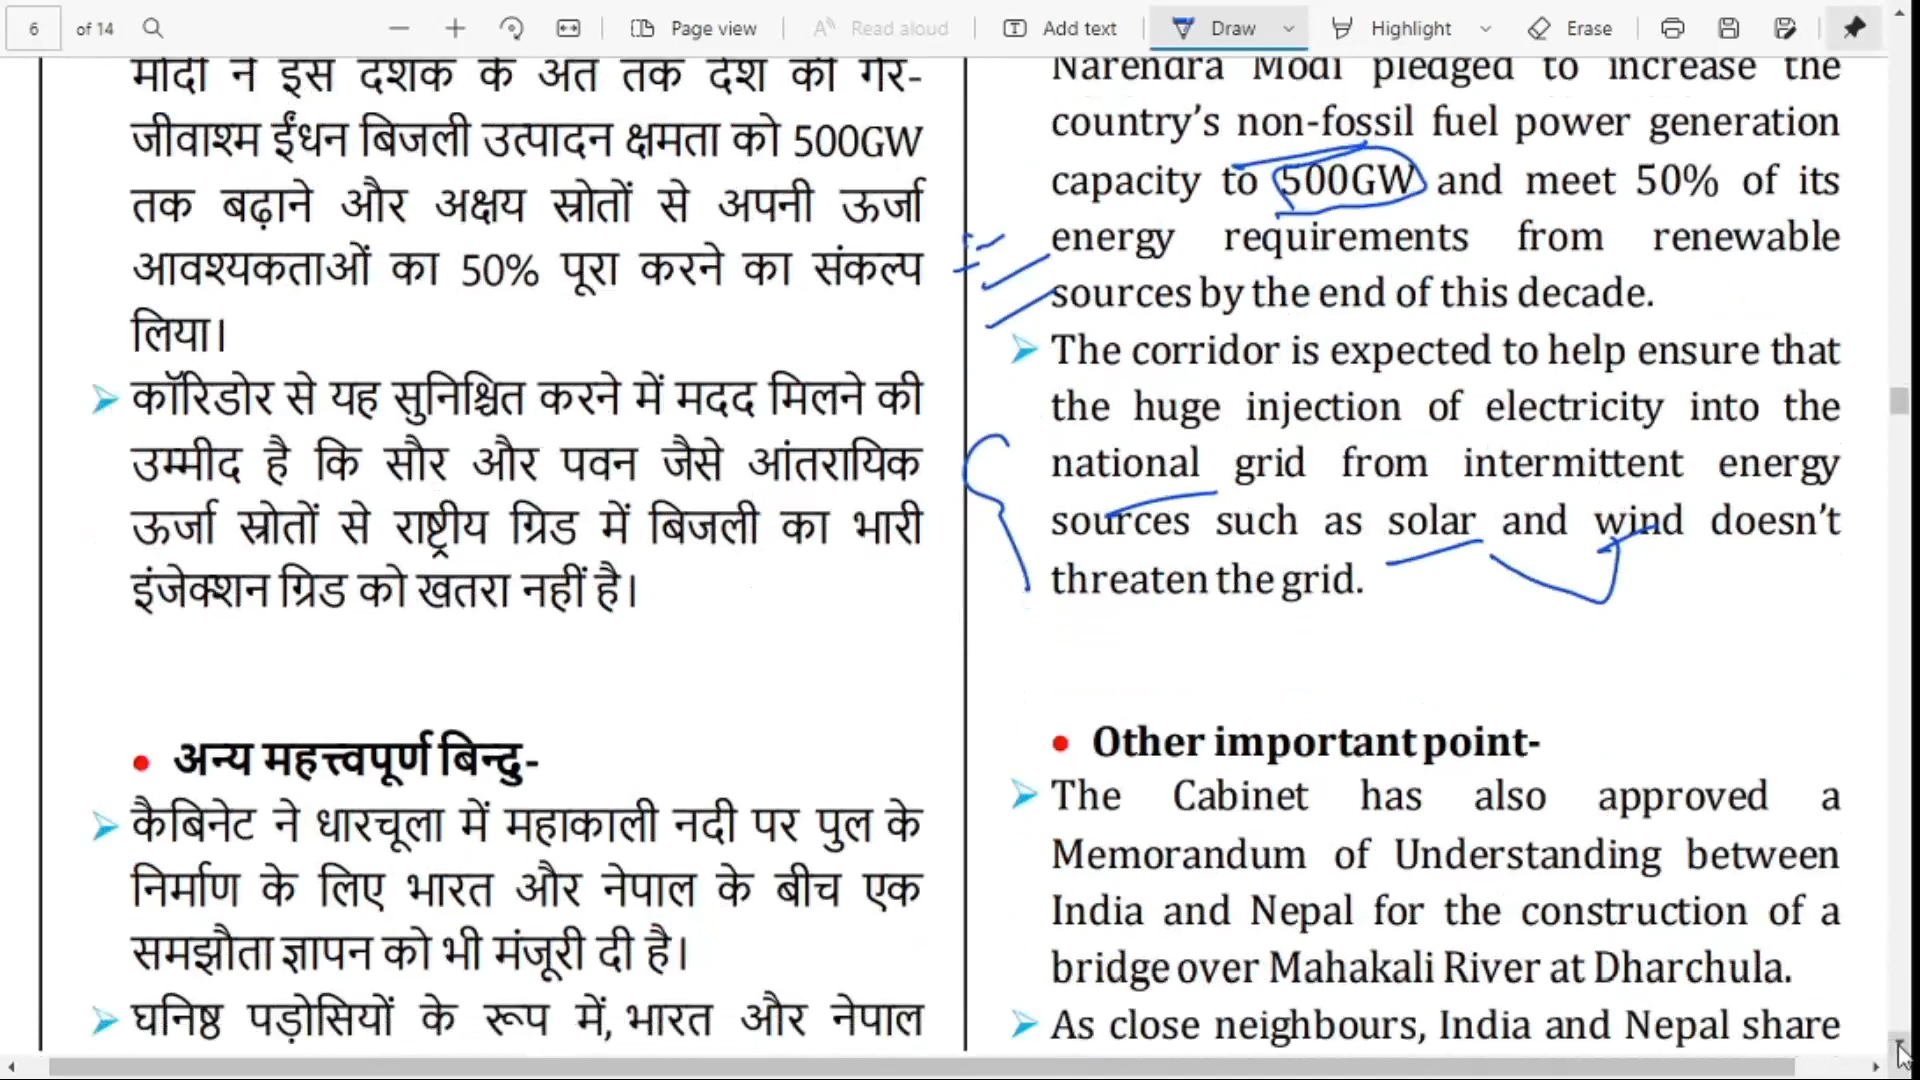 6 of 14 Page view Read aloud Add text Draw Highlight Erase
मोदी ने इस दशक के अंत तक देश की गैर-
जीवाश्म ईंधन बिजली उत्पादन क्षमता को 500GW
तक बढ़ाने और अक्षय स्रोतों से अपनी ऊर्जा
आवश्यकताओं का 50% पूरा करने का संकल्प
लिया।
कॉरिडोर से यह सुनिश्चित करने में मदद मिलने की
उम्मीद है कि सौर और पवन जैसे आंतरायिक
ऊर्जा स्रोतों से राष्ट्रीय ग्रिड में बिजली का भारी
इंजेक्शन ग्रिड को खतरा नहीं है।
अन्य महत्त्वपूर्ण बिन्दु-
कैबिनेट ने धारचूला में महाकाली नदी पर पुल के
निर्माण के लिए भारत और नेपाल के बीच एक
समझौता ज्ञापन को भी मंजूरी दी है।
घनिष्ठ पड़ोसियों के रूप में, भारत और नेपाल
Narendra Modi pledged to increase the
country's non-fossil fuel power generation
capacity to 500GW and meet 50% of its
energy requirements from renewable
sources by the end of this decade.
The corridor is expected to help ensure that
the huge injection of electricity into the
national grid from intermittent energy
sources such as solar and wind doesn't
threaten the grid.
Other important point-
The Cabinet has also approved a
Memorandum of Understanding between
India and Nepal for the construction of a
bridge over Mahakali River at Dharchula.
As close neighbours, India and Nepal share